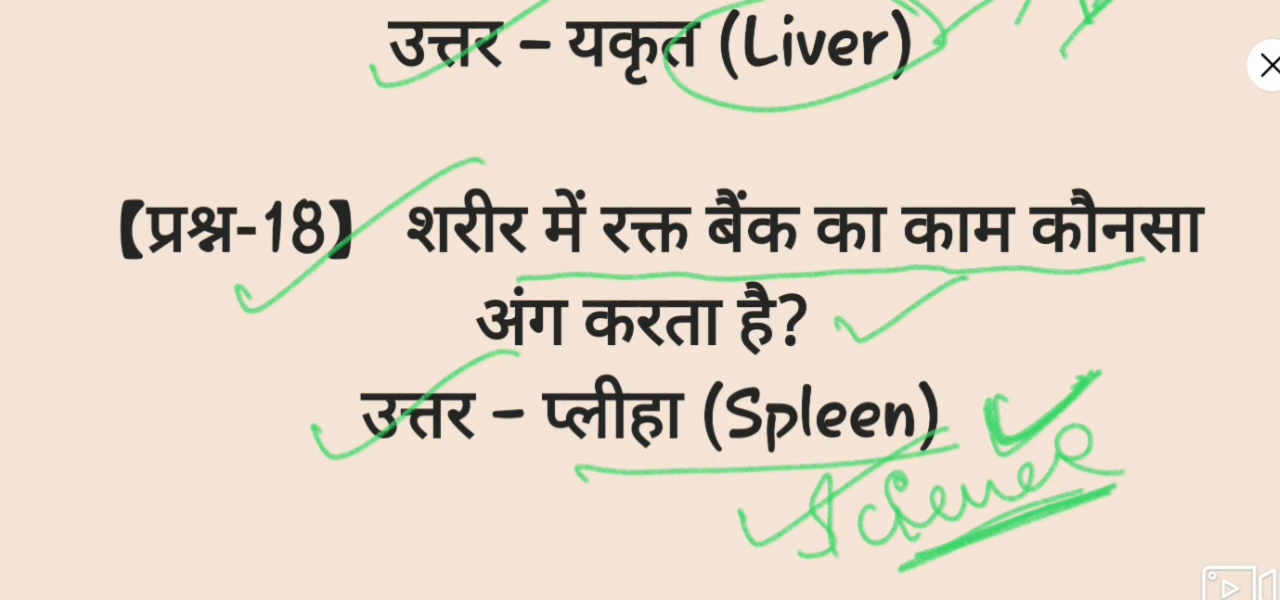 उत्तर – यकृत (Liver)
【प्रश्न-18】 शरीर में रक्त बैंक का काम कौनसा
अंग करता है?
उत्तर – प्लीहा (Spleen)